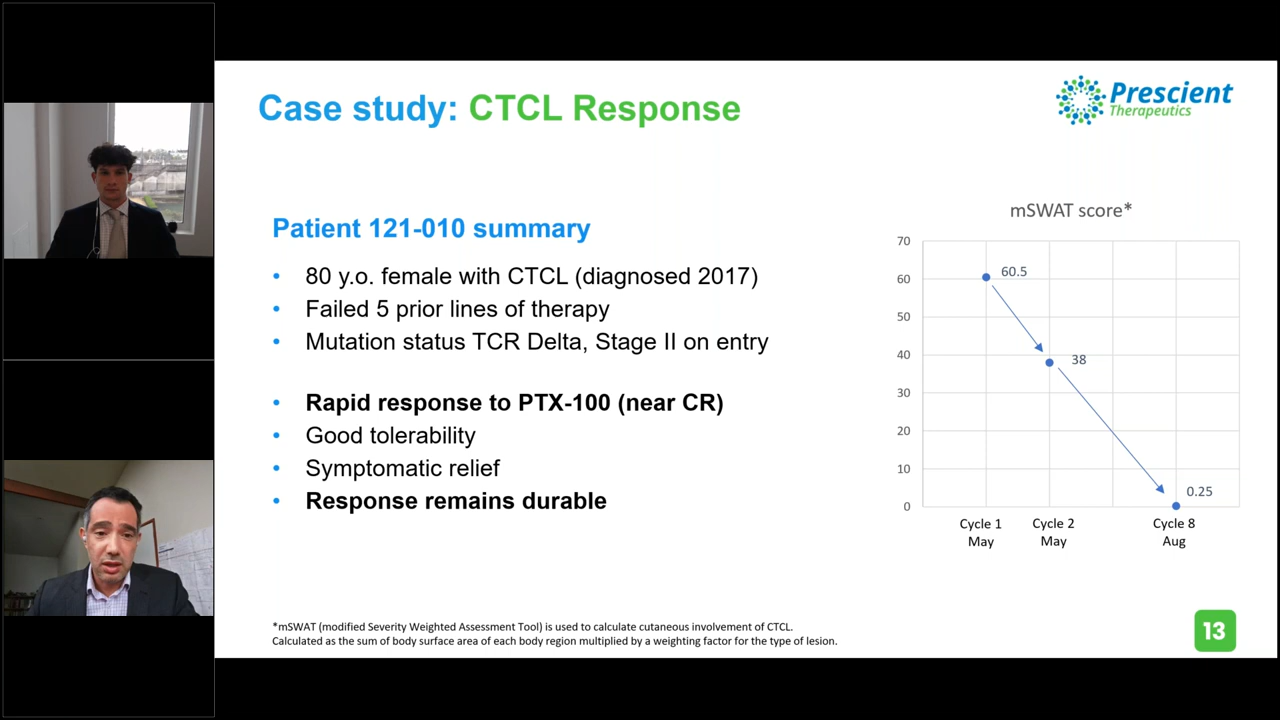 Case study: CTCL Response
Prescient
Therapeutics
Patient 121-010 summary
• 80 y.o. female with CTCL (diagnosed 2017)
• Failed 5 prior lines of therapy
• Mutation status TCR Delta, Stage II on entry
• Rapid response to PTX-100 (near CR)
• Good tolerability
• Symptomatic relief
• Response remains durable
mSWAT score*
70
60
50
40
30
20
10
0
60.5
38
0.25
Cycle 1
May
Cycle 2
May
Cycle 8
Aug
*mSWAT (modified Severity Weighted Assessment Tool) is used to calculate cutaneous involvement of CTCL.
Calculated as the sum of body surface area of each body region multiplied by a weighting factor for the type of lesion.
13